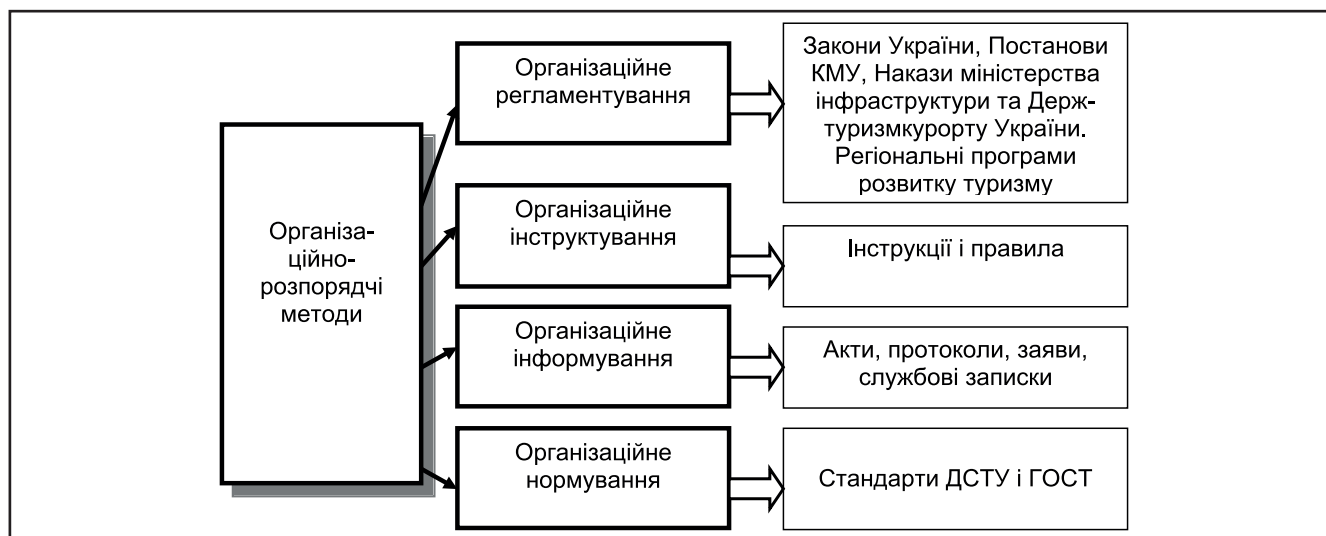 Організа-
ційно-
розпорядчі
методи
Організаційне
регламентування
Закони України, Постанови
КМУ, Накази міністерства
інфраструктури та Держ-
туризмкурорту України.
Регіональні програми
розвитку туризму
Організаційне
інструктування
Інструкції і правила
Організаційне
інформування
Акти, протоколи, заяви,
службові записки
Організаційне
нормування
Стандарти ДСТУ і ГОСТ